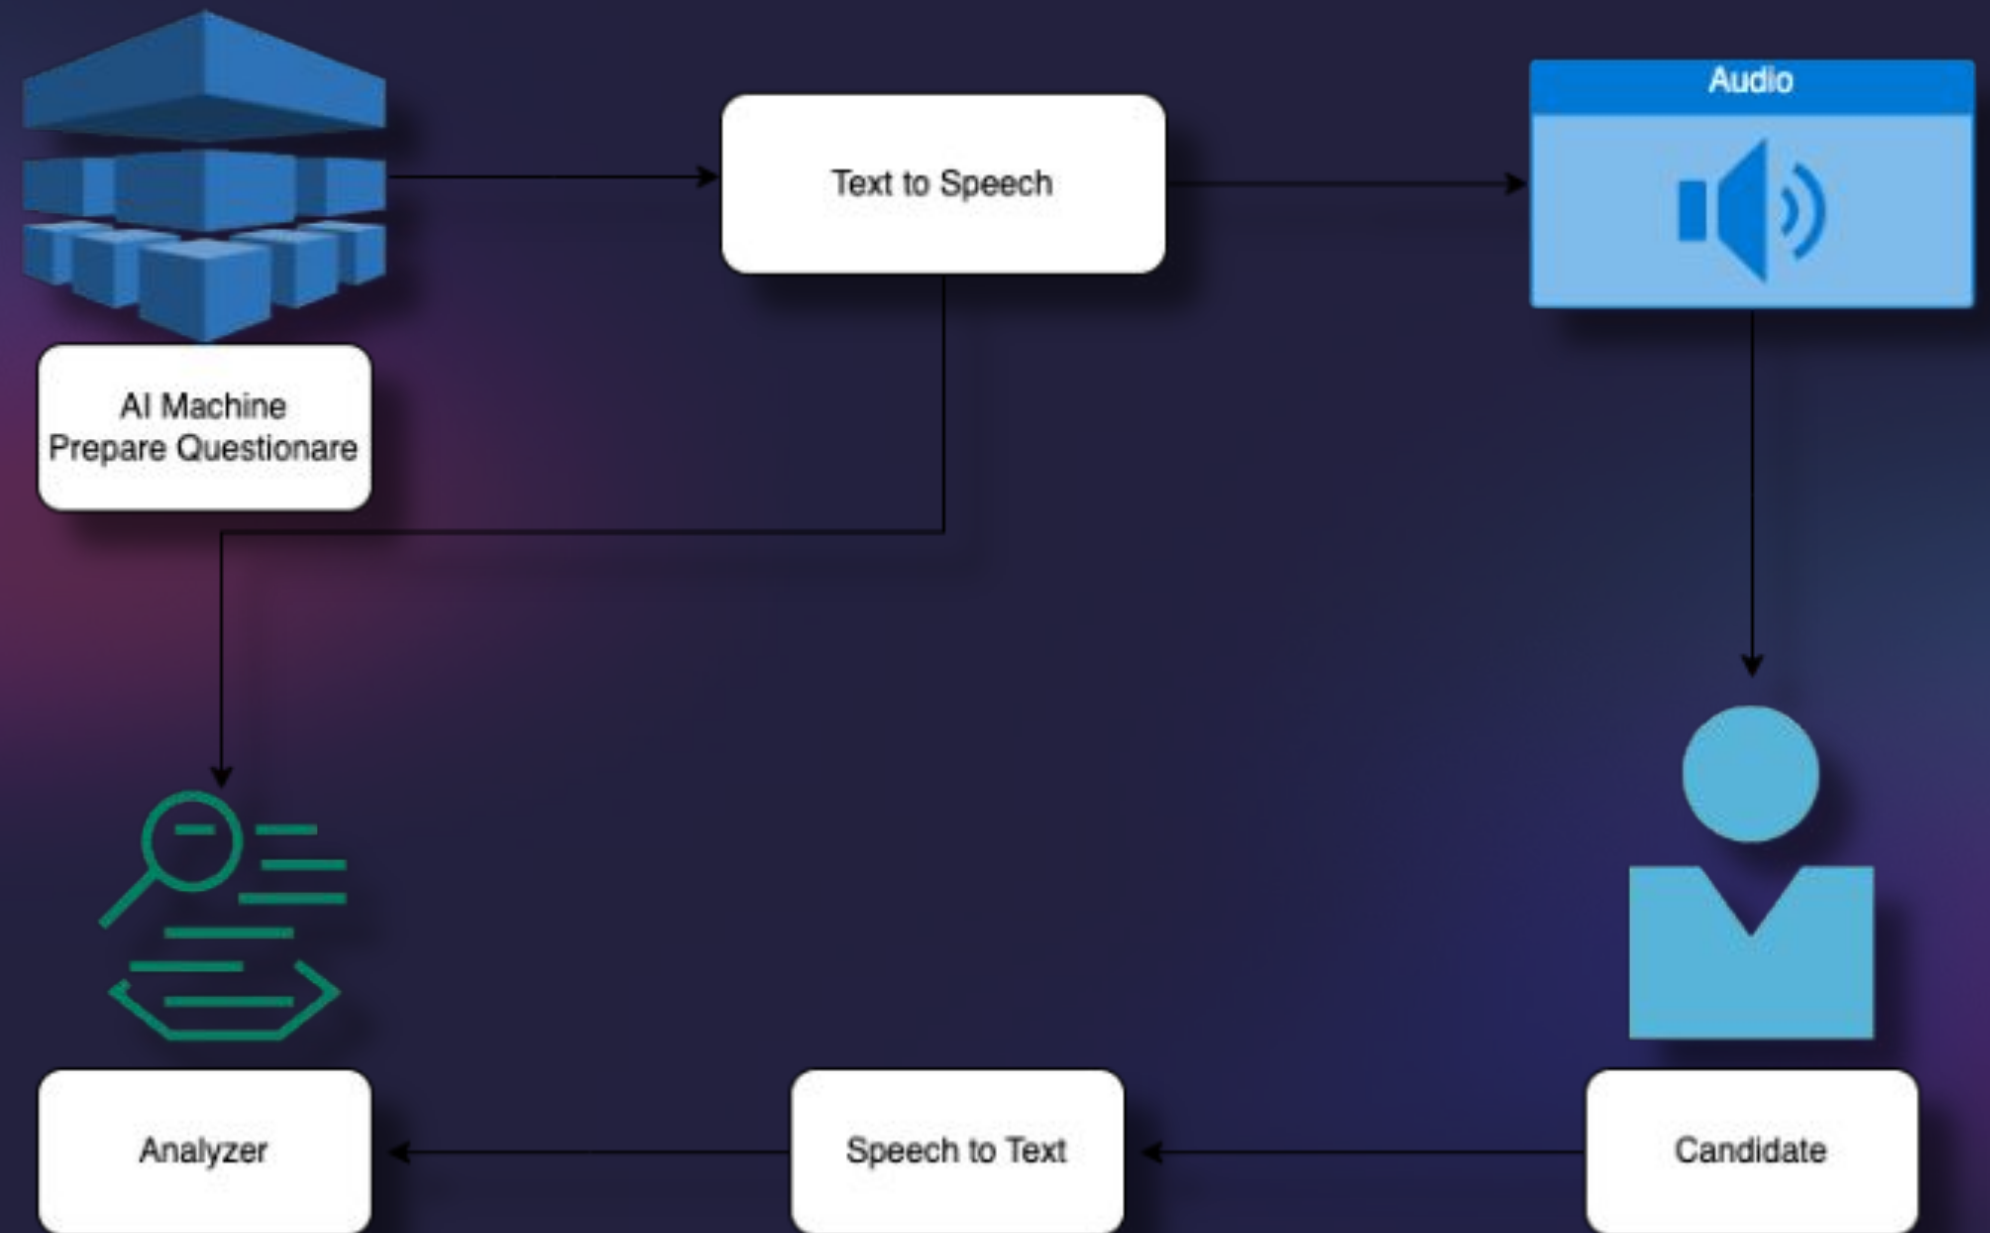 Audio
Text to Speech
AI Machine
Prepare Questionare
Analyzer
Speech to Text
Candidate